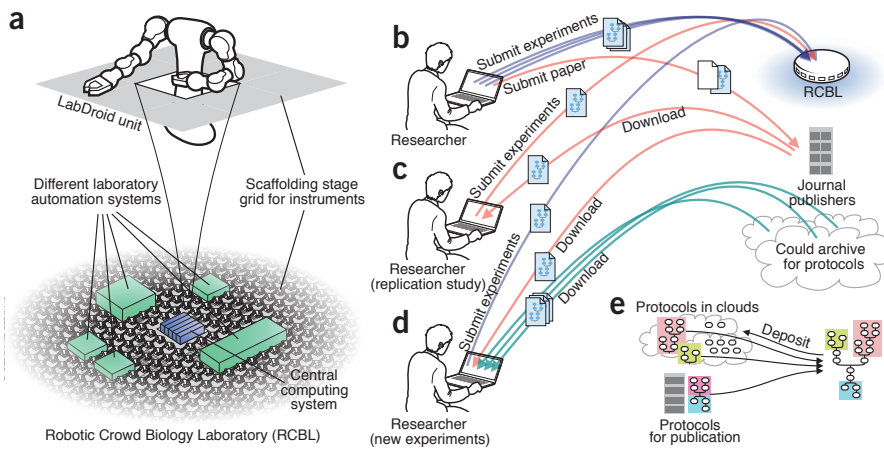 a
LabDroid unit
Different laboratory
automation systems
Scaffolding stage
grid for instruments
Central
computing
system
Robotic Crowd Biology Laboratory (RCBL)
b
Submit experiments
Submit paper
Researcher
RCBL
c
Submit experiments
Download
Journal
publishers
Researcher
(replication study)
Could archive
for protocols
d
Submit experiments
Download
Download
Researcher
(new experiments)
e
Protocols in clouds
Deposit
Protocols
for publication